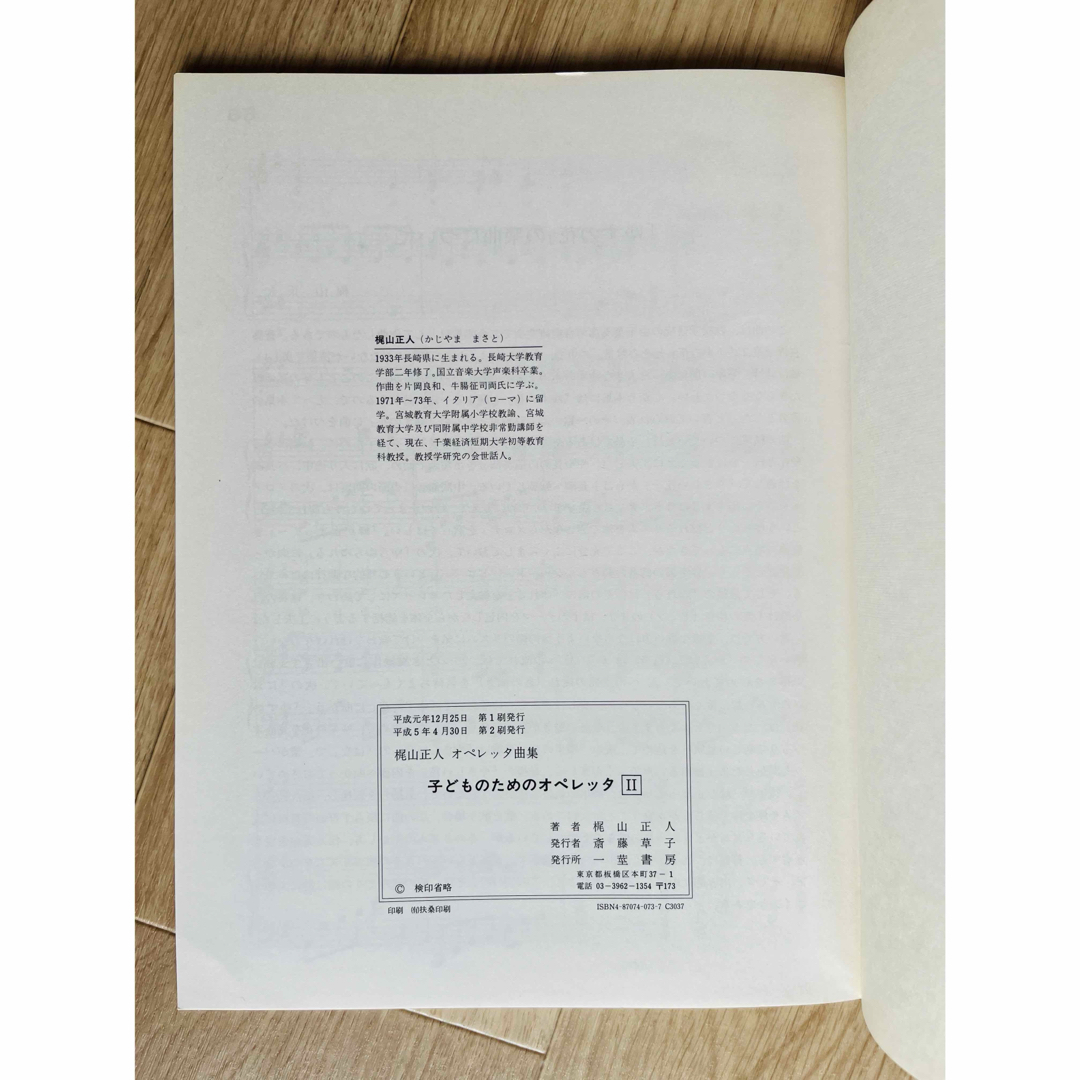 梶山正人（かじやま　まさと）
1933年長崎県に生まれる。長崎大学教育
学部二年修了。国立音楽大学声楽科卒業。
作曲を片岡良和、牛腸征司両氏に学ぶ。
1971年〜73年、イタリア（ローマ）に留
学。宮城教育大学附属小学校教諭、宮城
教育大学及び同附属中学校非常勤講師を
経て、現在、千葉経済短期大学初等教育
科教授。教授学研究の会世話人。
平成元年12月25日　第1刷発行
平成5年4月30日　第2刷発行
梶山正人 オペレッタ曲集
子どものためのオペレッタ II
著者　梶山正人
発行者　斎藤草子
発行所　一莖書房
東京都板橋区本町37－1
電話 03－3962－1354 〒173
© 検印省略
印刷　㈲扶桑印刷
ISBN4-87074-073-7 C3037